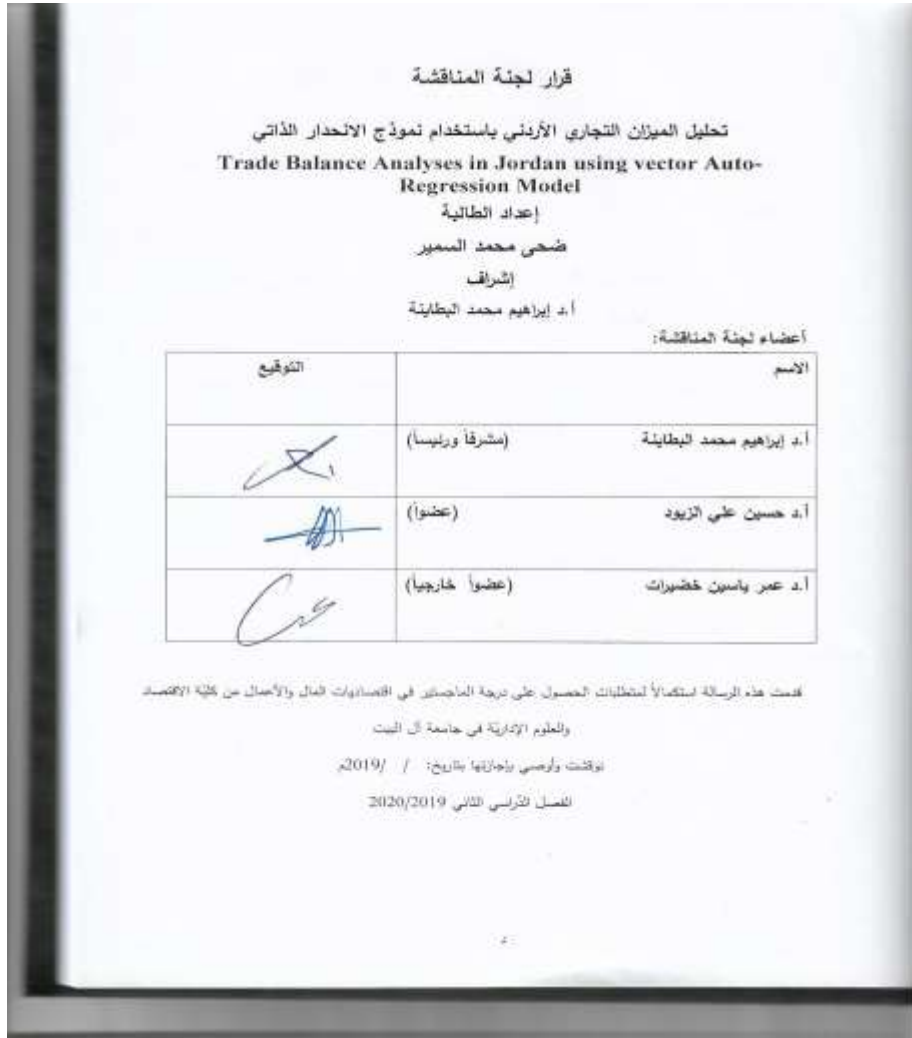 قرار لجنة المناقشة
تحليل الميزان التجاري الأردني باستخدام نموذج الانحدار الذاتي
Trade Balance Analyses in Jordan using vector Auto-
Regression Model
إعداد الطالبة
ضحى محمد السمير
إشراف
أ.د إبراهيم محمد البطاينة
أعضاء لجنة المناقشة:
الاسم التوقيع
أ.د إبراهيم محمد البطاينة (مشرفاً ورئيساً)
أ.د حسين علي الزيود (عضواً)
أ.د عمر ياسين خضيرات (عضواً خارجياً)
قدمت هذه الرسالة استكمالاً لمتطلبات الحصول على درجة الماجستير في اقتصاديات المال والأعمال من كليّة الاقتصاد
والعلوم الإداريّة في جامعة آل البيت
نوقشت وأوصي بإجازتها بتاريخ: / /2019م
الفصل الدّراسي الثاني 2020/2019